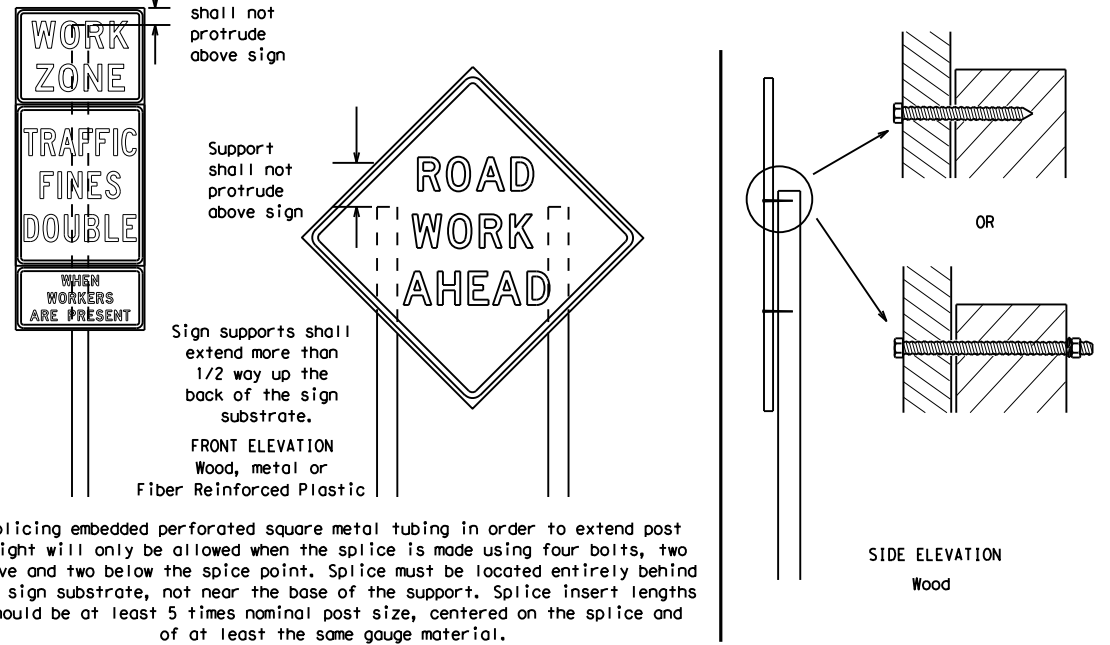 shall not
protrude
above sign
WORK
ZONE
TRAFFIC
FINES
DOUBLE
WHEN
WORKERS
ARE PRESENT
Support
shall not
protrude
above sign
ROAD
WORK
AHEAD
Sign supports shall
extend more than
1/2 way up the
back of the sign
substrate.
FRONT ELEVATION
Wood, metal or
Fiber Reinforced Plastic
plicing embedded perforated square metal tubing in order to extend post
ight will only be allowed when the splice is made using four bolts, two
ve and two below the spice point. Splice must be located entirely behind
sign substrate, not near the base of the support. Splice insert lengths
ould be at least 5 times nominal post size, centered on the splice and
of at least the same gauge material.
OR
SIDE ELEVATION
Wood